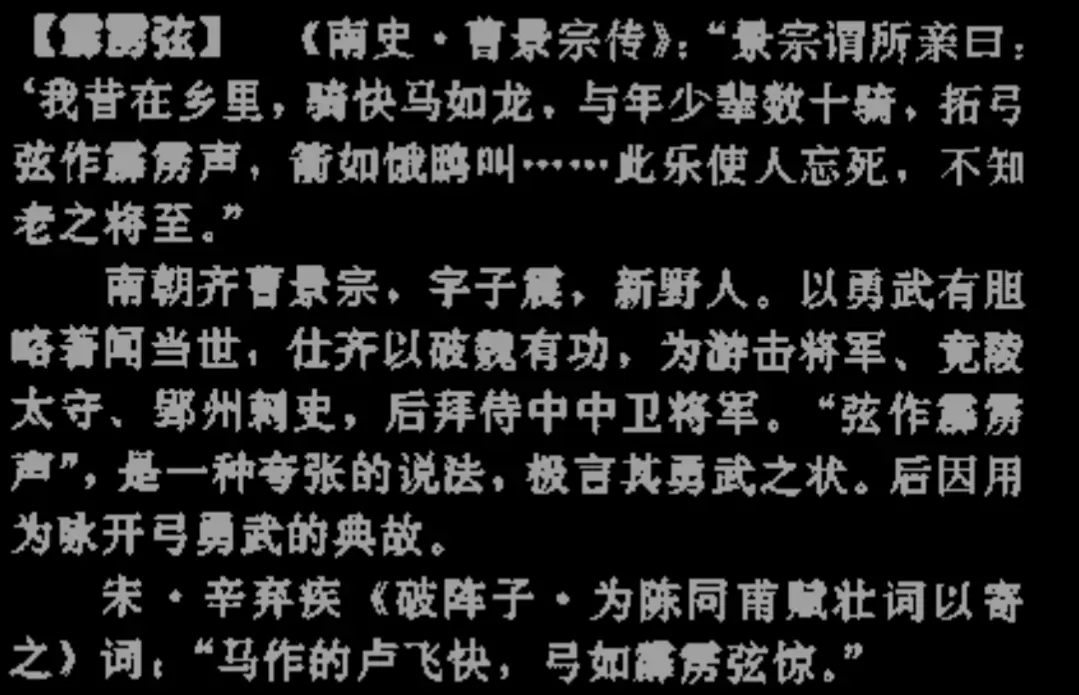 【霹雳弦】 《南史·曹景宗传》：“景宗谓所亲曰：
‘我昔在乡里，骑快马如龙，与年少辈数十骑，拓弓
弦作霹雳声，箭如饿鸱叫……此乐使人忘死，不知
老之将至。”
南朝齐曹景宗，字子震，新野人。以勇武有胆
略著闻当世，仕齐以破魏有功，为游击将军、竟陵
太守、郢州刺史，后拜侍中中卫将军。“弦作霹雳
声”，是一种夸张的说法，极言其勇武之状。后因用
为咏开弓勇武的典故。
宋·辛弃疾《破阵子·为陈同甫赋壮词以寄
之》词：“马作的卢飞快，弓如霹雳弦惊。”